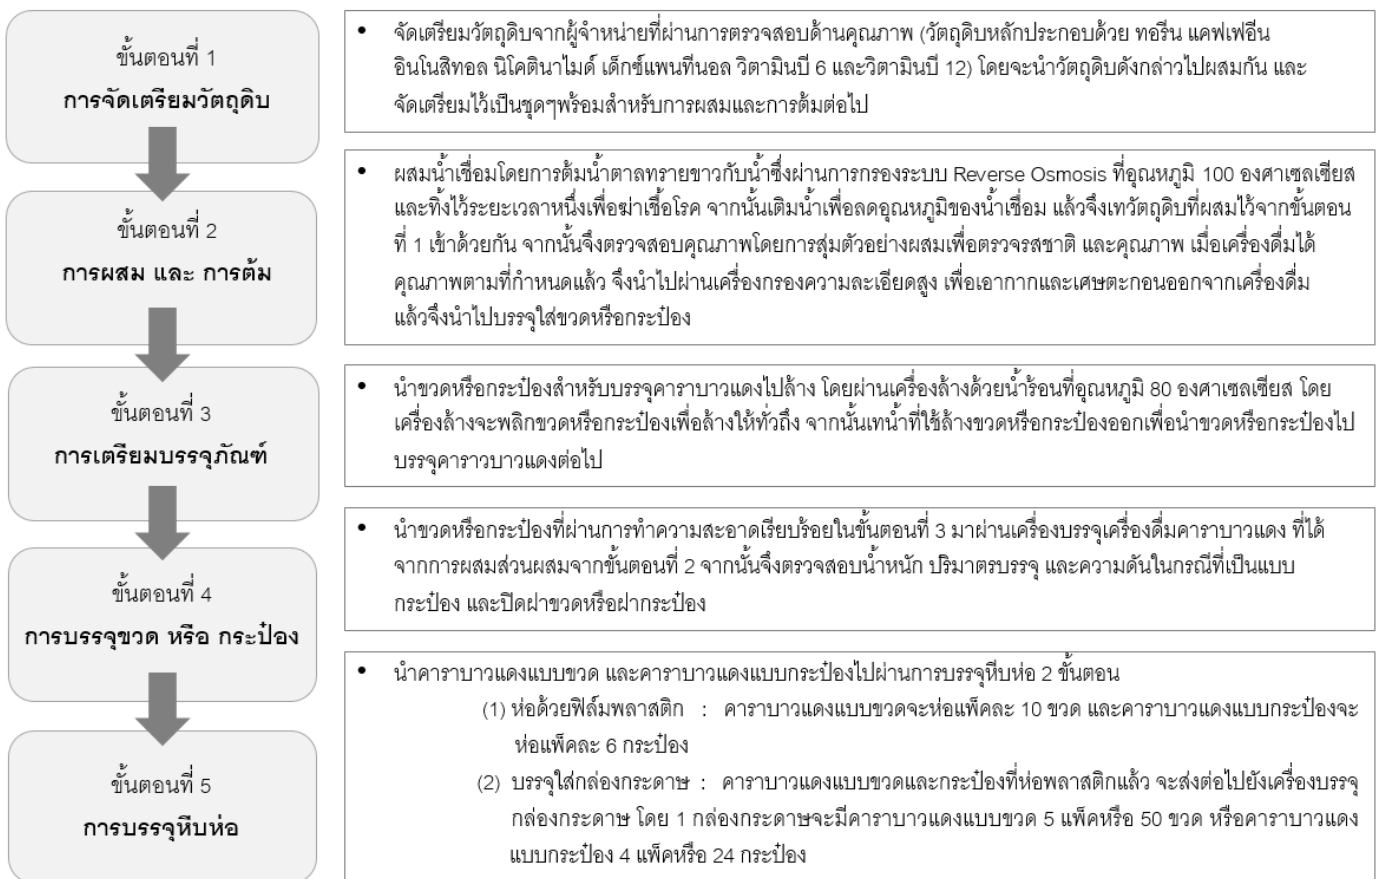 ขั้นตอนที่ 1
การจัดเตรียมวัตถุดิบ
• จัดเตรียมวัตถุดิบจากผู้จำหน่ายที่ผ่านการตรวจสอบด้านคุณภาพ (วัตถุดิบหลักประกอบด้วย ทอรีน แคฟเฟอีน
อินโนสิทอล นิโคตินาไมด์ เด็กซ์แพนทีนอล วิตามินบี 6 และวิตามินบี 12) โดยจะนำวัตถุดิบดังกล่าวไปผสมกัน และ
จัดเตรียมไว้เป็นชุดๆพร้อมสำหรับการผสมและการต้มต่อไป
ขั้นตอนที่ 2
การผสม และ การต้ม
• ผสมน้ำเชื่อมโดยการต้มน้ำตาลทรายขาวกับน้ำซึ่งผ่านการกรองระบบ Reverse Osmosis ที่อุณหภูมิ 100 องศาเซลเซียส
และทิ้งไว้ระยะเวลาหนึ่งเพื่อฆ่าเชื้อโรค จากนั้นเติมน้ำเพื่อลดอุณหภูมิของน้ำเชื่อม แล้วจึงเทวัตถุดิบที่ผสมไว้จากขั้นตอน
ที่ 1 เข้าด้วยกัน จากนั้นจึงตรวจสอบคุณภาพโดยการสุ่มตัวอย่างผสมเพื่อตรวจรสชาติ และคุณภาพ เมื่อเครื่องดื่มได้
คุณภาพตามที่กำหนดแล้ว จึงนำไปผ่านเครื่องกรองความละเอียดสูง เพื่อเอากากและเศษตะกอนออกจากเครื่องดื่ม
แล้วจึงนำไปบรรจุใส่ขวดหรือกระป๋อง
ขั้นตอนที่ 3
การเตรียมบรรจุภัณฑ์
• นำขวดหรือกระป๋องสำหรับบรรจุคาราบาวแดงไปล้าง โดยผ่านเครื่องล้างด้วยน้ำร้อนที่อุณหภูมิ 80 องศาเซลเซียส โดย
เครื่องล้างจะพลิกขวดหรือกระป๋องเพื่อล้างให้ทั่วถึง จากนั้นเทน้ำที่ใช้ล้างขวดหรือกระป๋องออกเพื่อนำขวดหรือกระป๋องไป
บรรจุคาราวบาวแดงต่อไป
ขั้นตอนที่ 4
การบรรจุขวด หรือ กระป๋อง
• นำขวดหรือกระป๋องที่ผ่านการทำความสะอาดเรียบร้อยในขั้นตอนที่ 3 มาผ่านเครื่องบรรจุเครื่องดื่มคาราบาวแดง ที่ได้
จากการผสมส่วนผสมจากขั้นตอนที่ 2 จากนั้นจึงตรวจสอบน้ำหนัก ปริมาตรบรรจุ และความดันในกรณีที่เป็นแบบ
กระป๋อง และปิดฝาขวดหรือฝากระป๋อง
ขั้นตอนที่ 5
การบรรจุหีบห่อ
• นำคาราบาวแดงแบบขวด และคาราบาวแดงแบบกระป๋องไปผ่านการบรรจุหีบห่อ 2 ขั้นตอน
(1) ห่อด้วยฟิล์มพลาสติก : คาราบาวแดงแบบขวดจะห่อแพ็คละ 10 ขวด และคาราบาวแดงแบบกระป๋องจะ
ห่อแพ็คละ 6 กระป๋อง
(2) บรรจุใส่กล่องกระดาษ : คาราบาวแดงแบบขวดและกระป๋องที่ห่อพลาสติกแล้ว จะส่งต่อไปยังเครื่องบรรจุ
กล่องกระดาษ โดย 1 กล่องกระดาษจะมีคาราบาวแดงแบบขวด 5 แพ็คหรือ 50 ขวด หรือคาราบาวแดง
แบบกระป๋อง 4 แพ็คหรือ 24 กระป๋อง